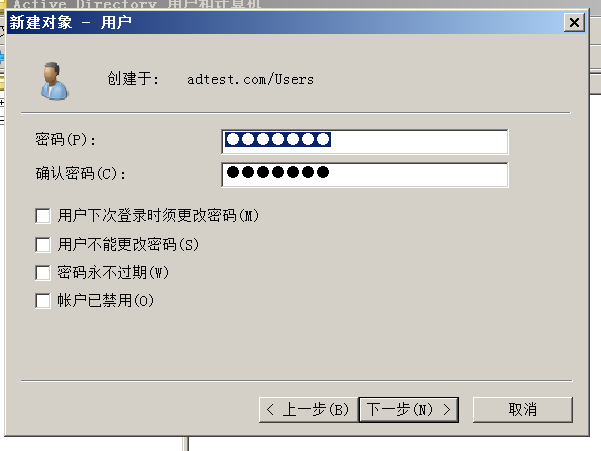 Active Directory 用户和计算机
新建对象 - 用户
创建于: adtest.com/Users
密码(P):
●●●●●●●
确认密码(C):
●●●●●●●
用户下次登录时须更改密码(M)
用户不能更改密码(S)
密码永不过期(W)
帐户已禁用(O)
< 上一步(B) 下一步(N) > 取消